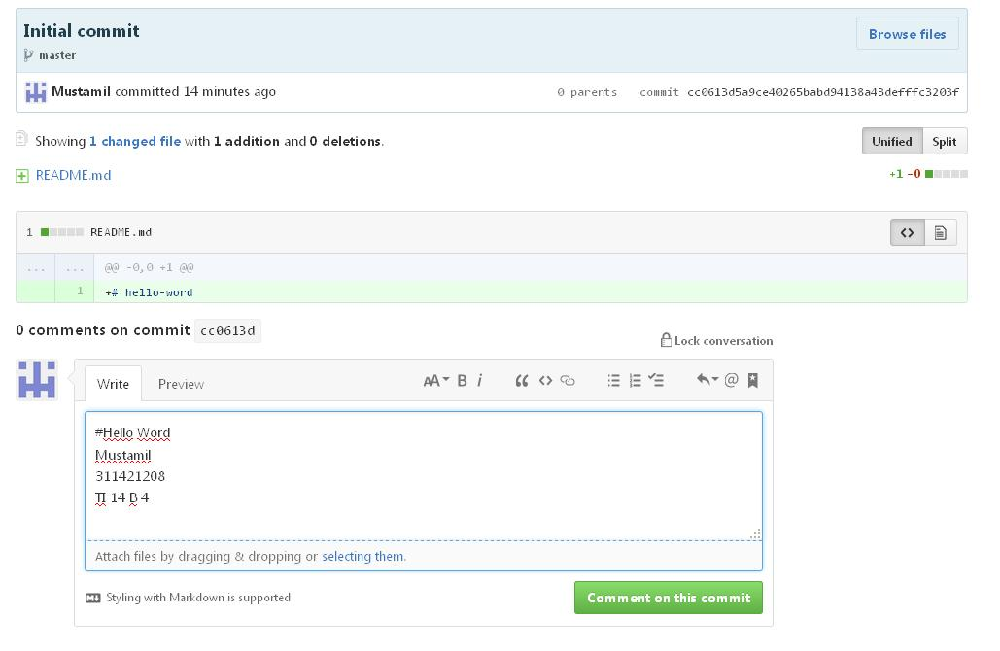 Initial commit
Browse files
master
Mustamil committed 14 minutes ago
0 parents commit cc0613d5a9ce40265babd94138a43defffc3203f
Showing 1 changed file with 1 addition and 0 deletions.
Unified Split
README.md
+1 -0
1 README.md
... ... @@ -0,0 +1 @@
1 +# hello-word
0 comments on commit cc0613d
Lock conversation
Write Preview
AA B i
#Hello Word
Mustamil
311421208
TI 14 B 4
Attach files by dragging & dropping or selecting them.
Styling with Markdown is supported
Comment on this commit